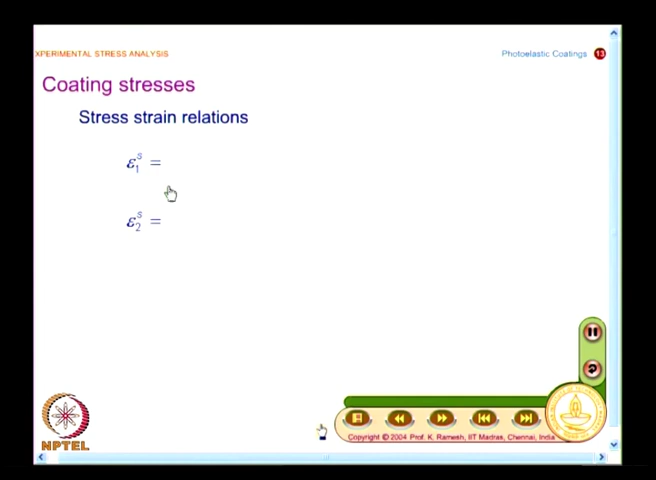 XPERIMENTAL STRESS ANALYSIS
Photoelastic Coatings 13
Coating stresses
Stress strain relations
ε₁ˢ =
ε₂ˢ =
NPTEL
Copyright © 2004 Prof. K. Ramesh, IIT Madras, Chennai, India